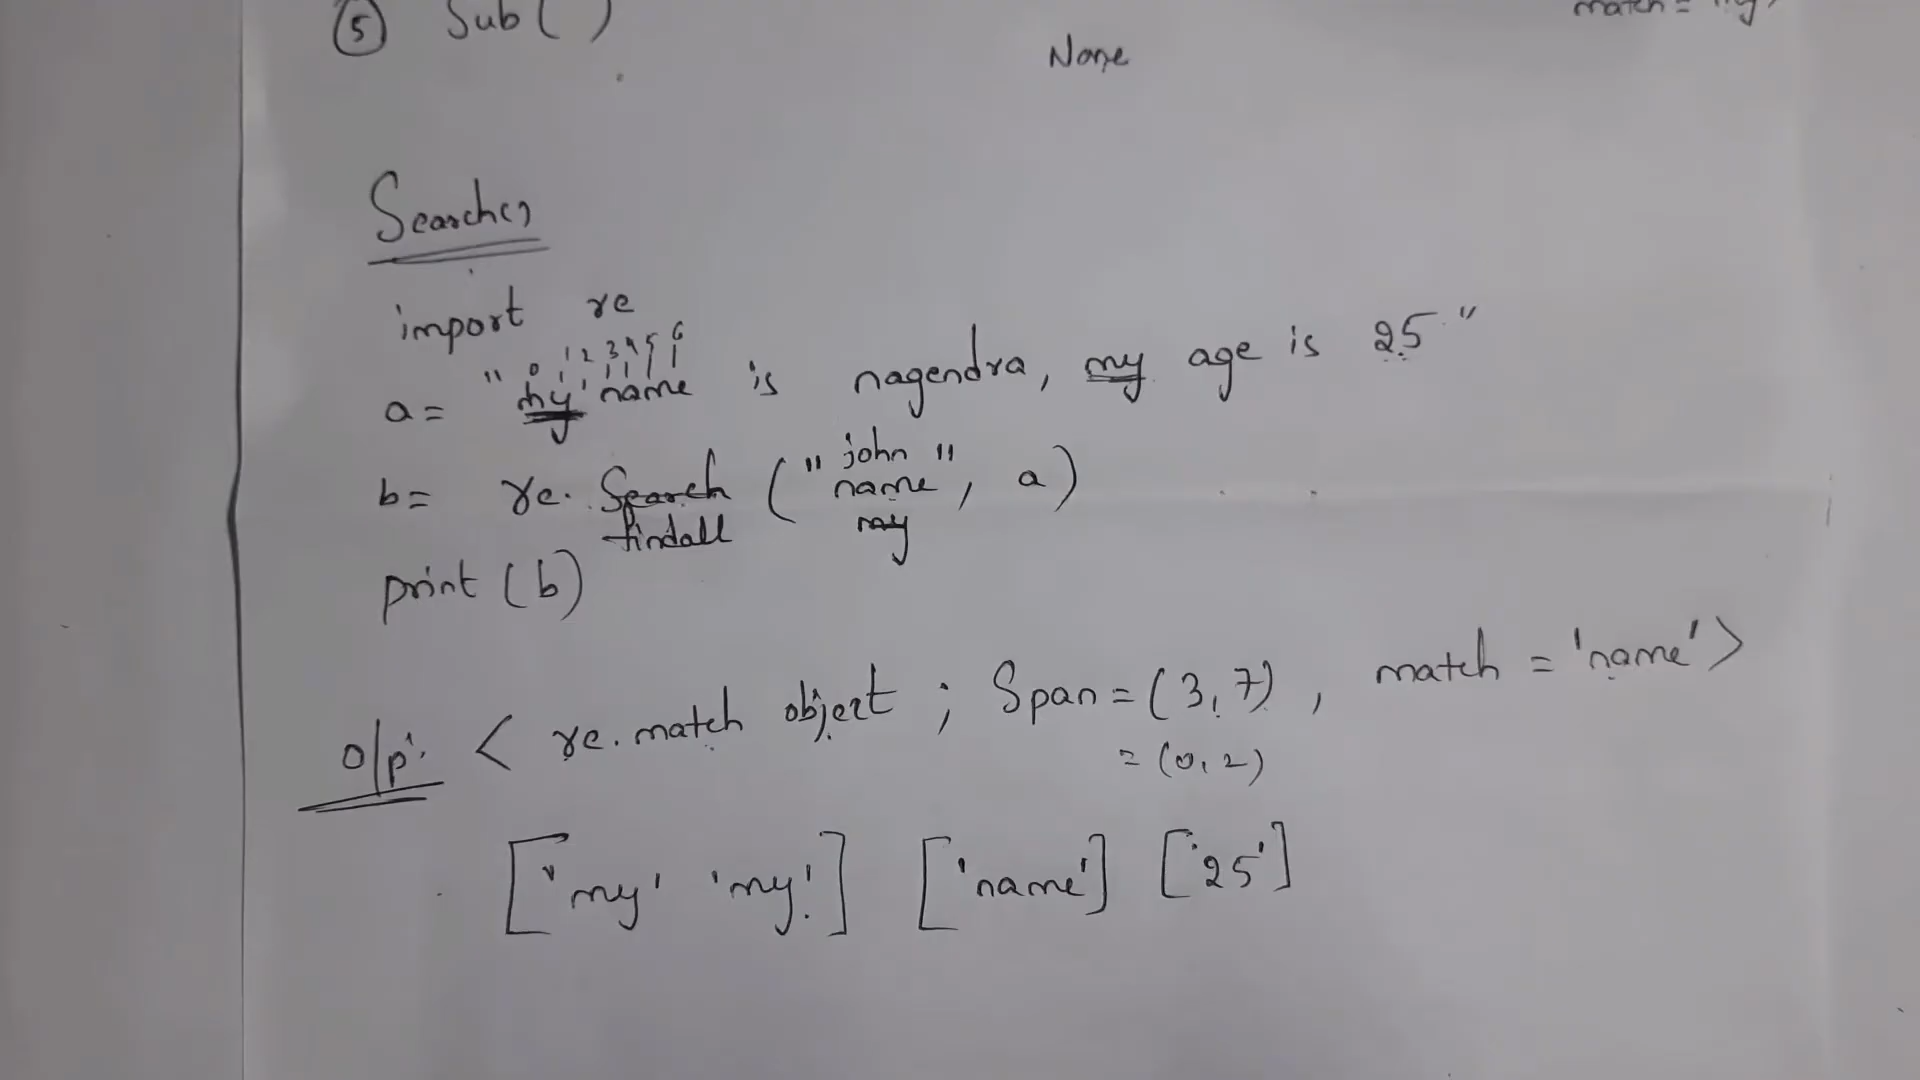 ⑤ Sub ( )
None
match =
Search()
import re
0 1 2 3 4 5 6
a = "my name is nagendra, my age is 25"
john
b = re. Search ("name", a)
findall my
print (b)
O/p: < re.match object ; Span = (3,7) , match = 'name'>
= (0,2)
['my' 'my'] ['name'] ['25']